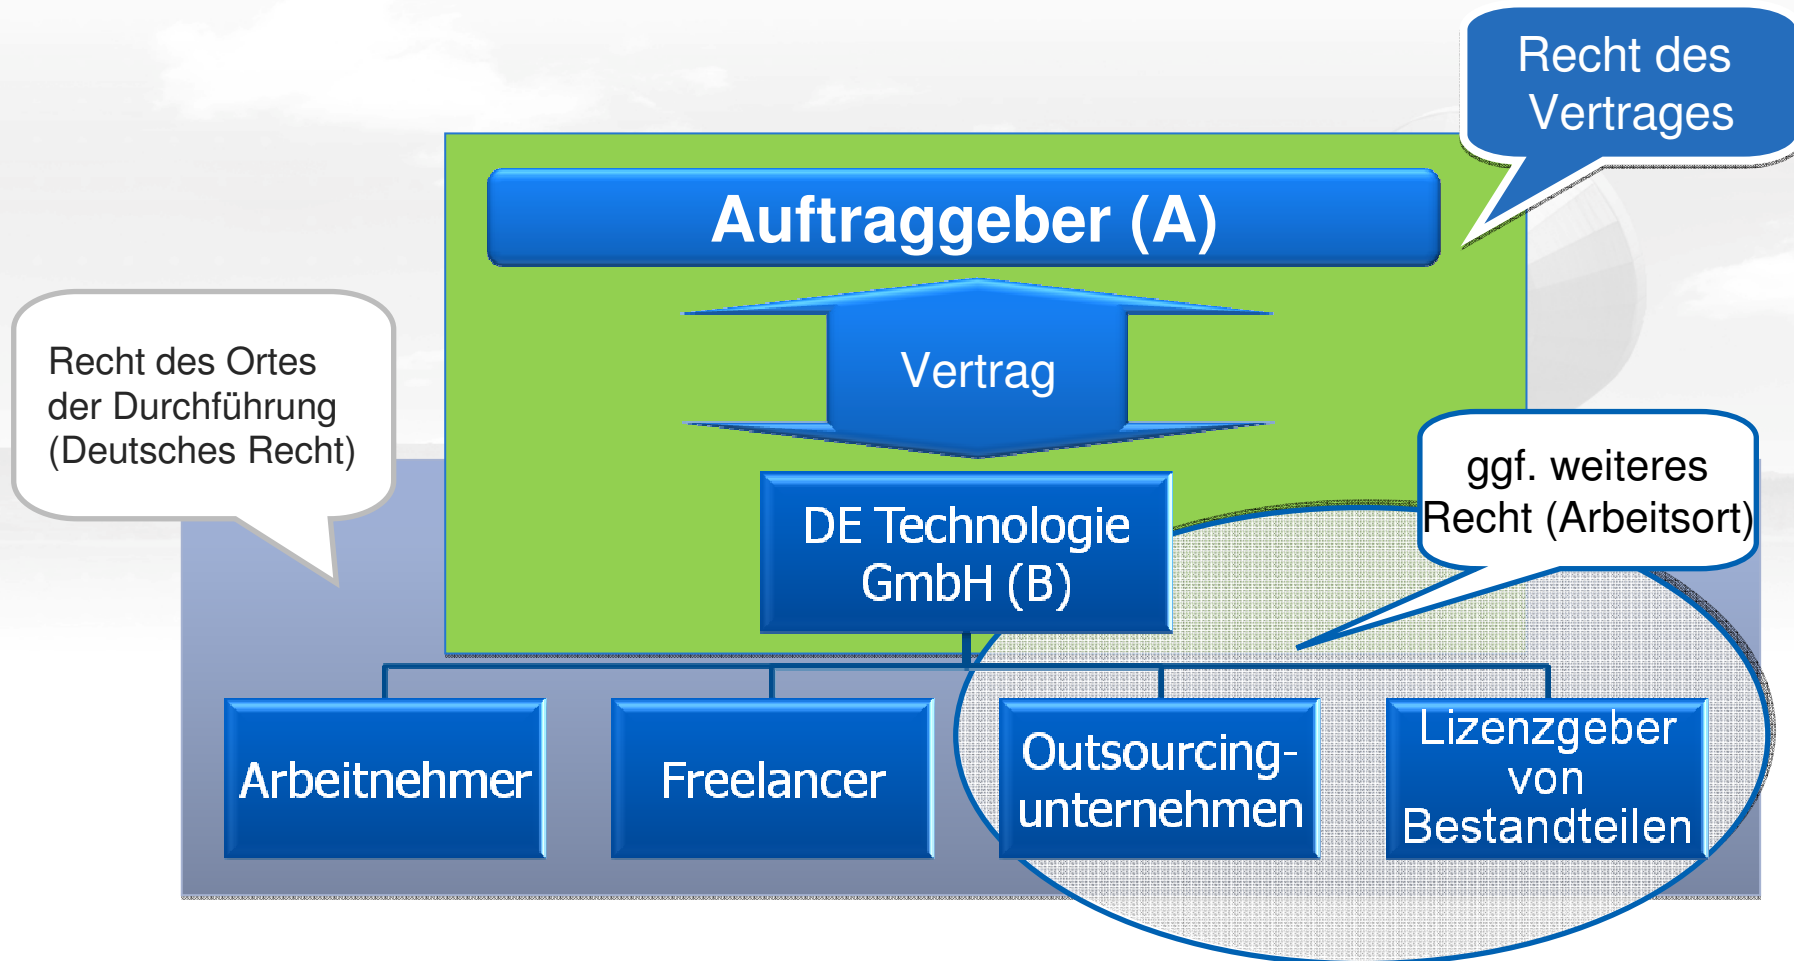 Recht des
Vertrages
Auftraggeber (A)
Vertrag
Recht des Ortes
der Durchführung
(Deutsches Recht)
ggf. weiteres
Recht (Arbeitsort)
DE Technologie
GmbH (B)
Arbeitnehmer
Freelancer
Outsourcing-
unternehmen
Lizenzgeber
von
Bestandteilen